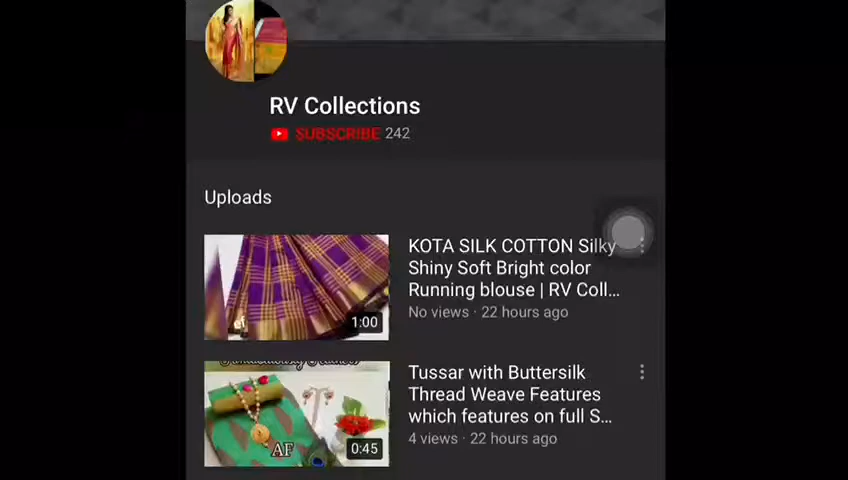 RV Collections
SUBSCRIBE 242
Uploads
KOTA SILK COTTON Silky
Shiny Soft Bright color
Running blouse | RV Coll...
No views · 22 hours ago
1:00
Tussar with Buttersilk
Thread Weave Features
which features on full S...
4 views · 22 hours ago
AF
0:45